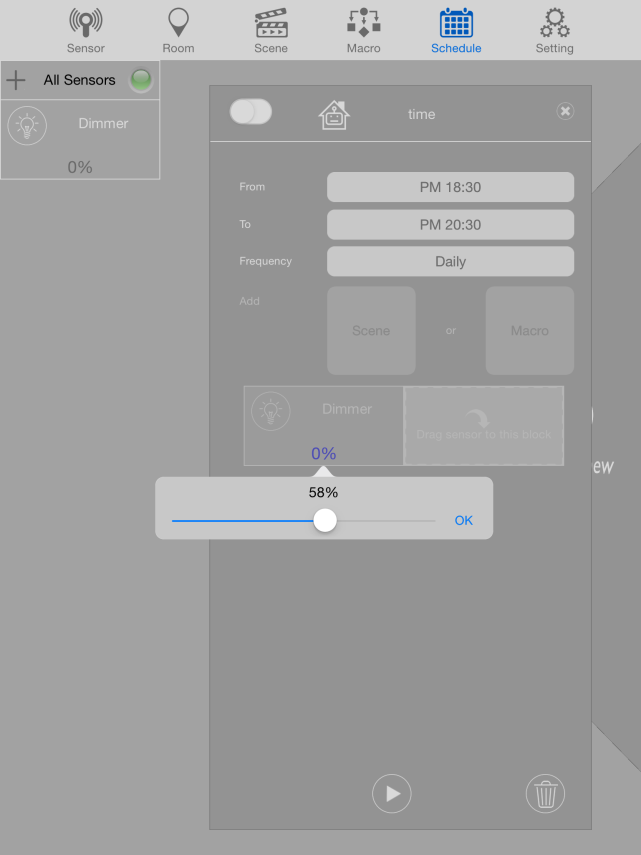 Sensor Room Scene Macro Schedule Setting
All Sensors
Dimmer
0%
time
From PM 18:30
To PM 20:30
Frequency Daily
Add Scene or Macro
Dimmer
Drag sensor to this block
0%
ew
58%
OK